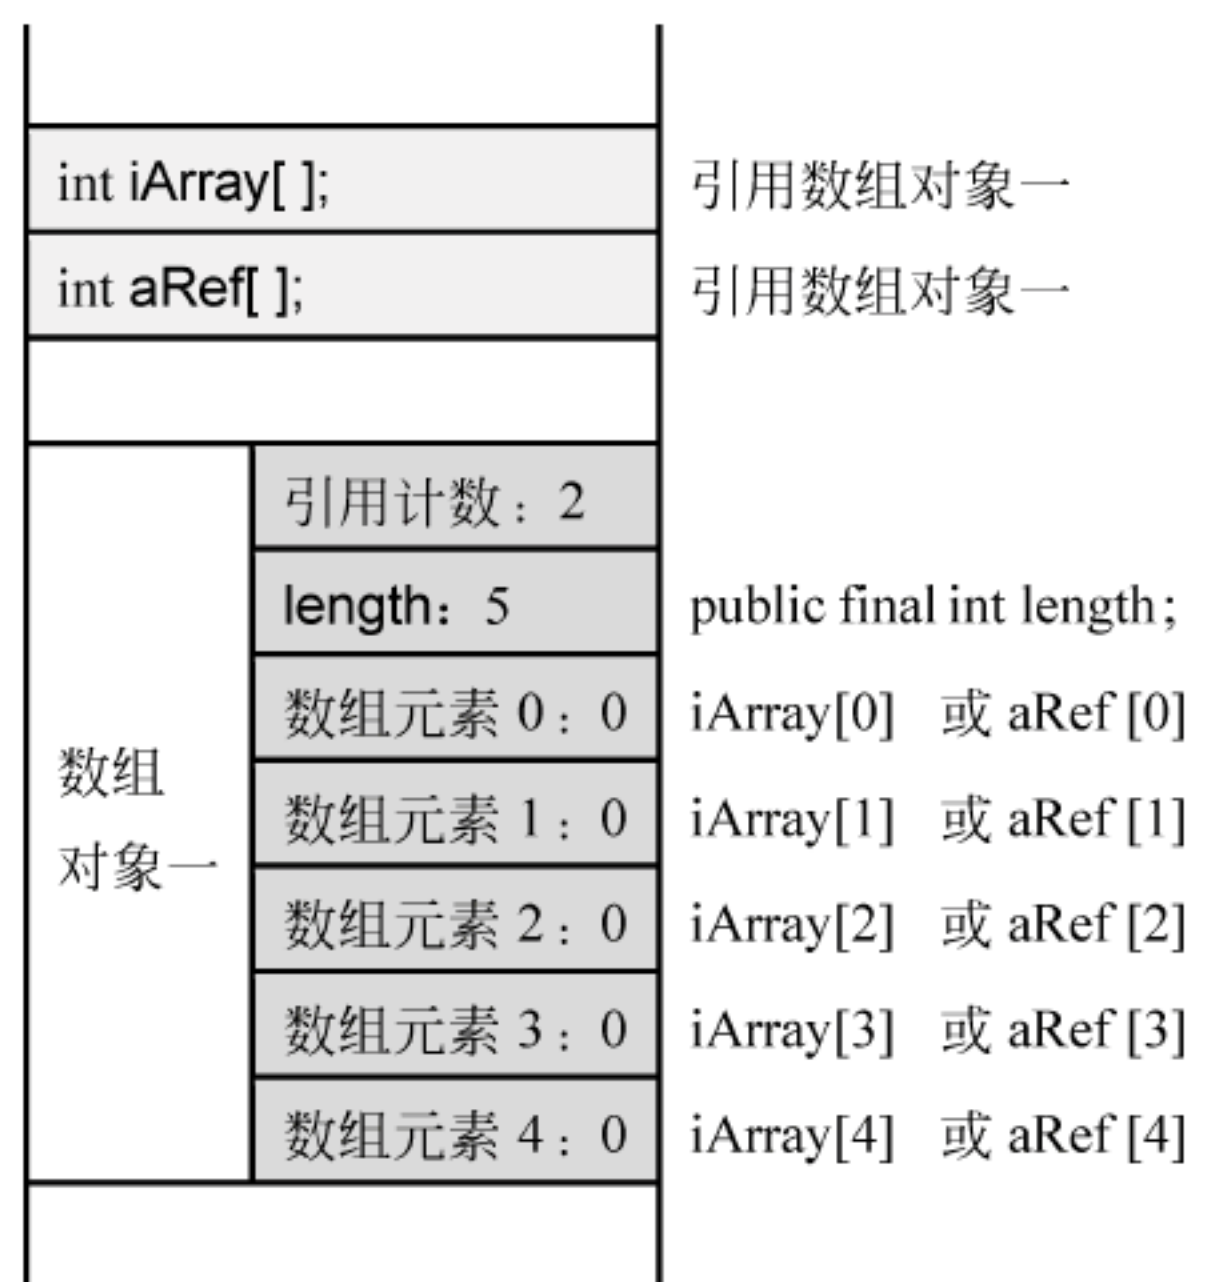 int iArray[ ]; 引用数组对象一
int aRef[ ]; 引用数组对象一
引用计数：2
length：5 public final int length;
数组元素 0：0 iArray[0] 或 aRef [0]
数组
对象一
数组元素 1：0 iArray[1] 或 aRef [1]
数组元素 2：0 iArray[2] 或 aRef [2]
数组元素 3：0 iArray[3] 或 aRef [3]
数组元素 4：0 iArray[4] 或 aRef [4]